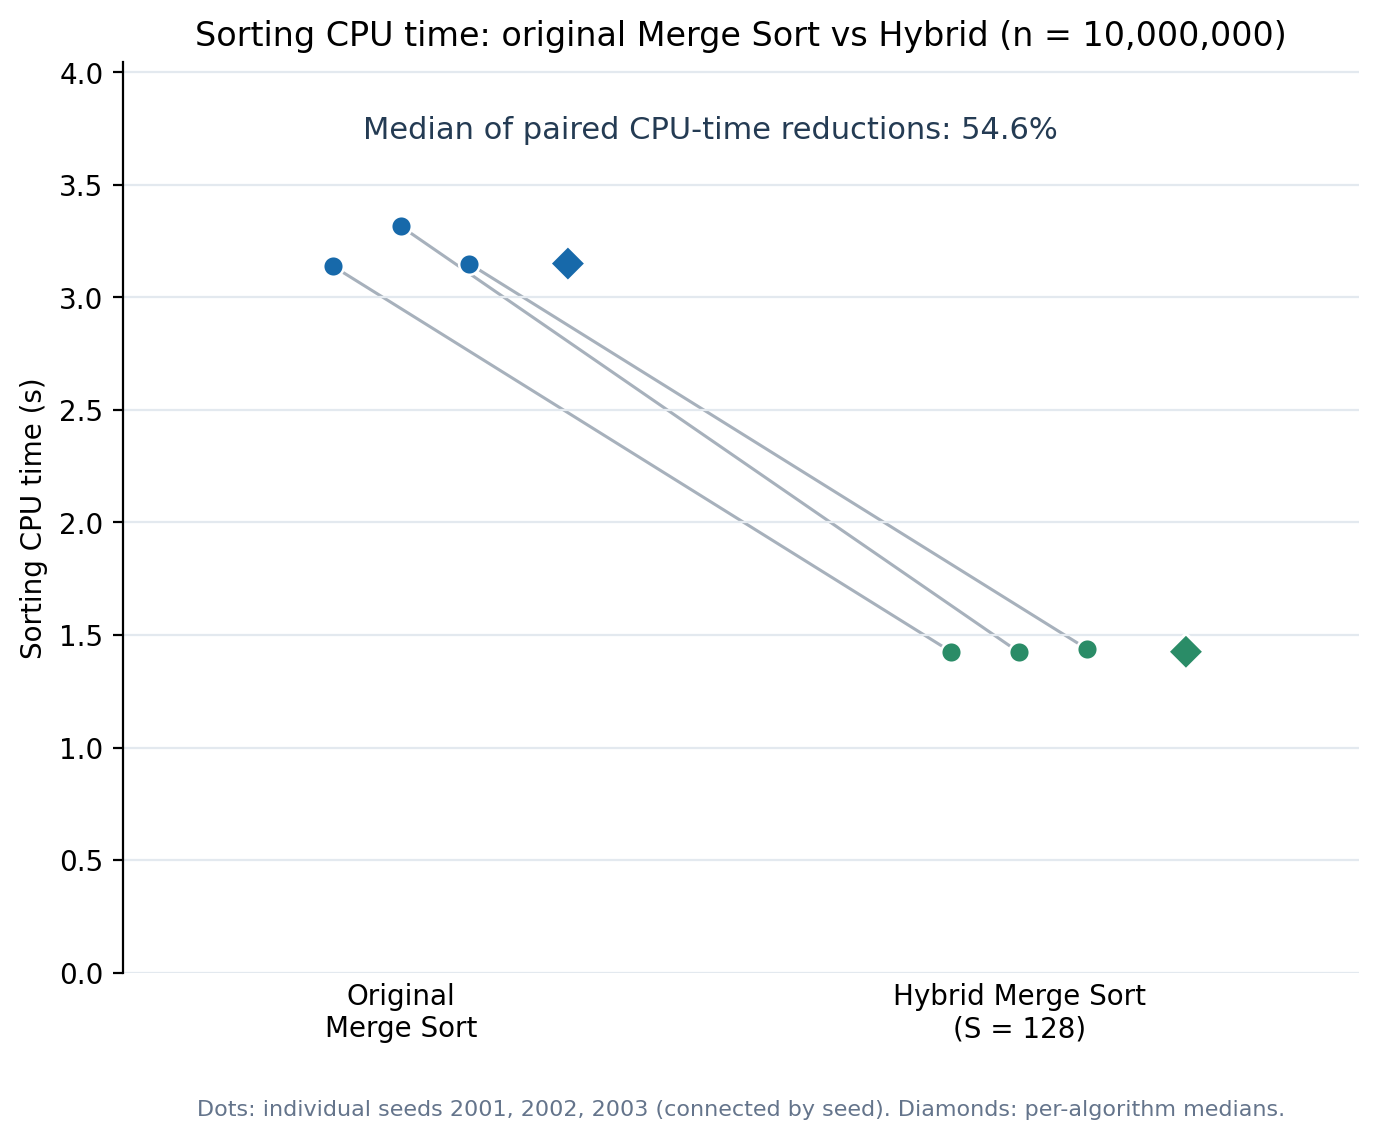 Sorting CPU time: original Merge Sort vs Hybrid (n = 10,000,000)
Median of paired CPU-time reductions: 54.6%
Sorting CPU time (s)
4.0
3.5
3.0
2.5
2.0
1.5
1.0
0.5
0.0
Original
Merge Sort
Hybrid Merge Sort
(S = 128)
Dots: individual seeds 2001, 2002, 2003 (connected by seed). Diamonds: per-algorithm medians.